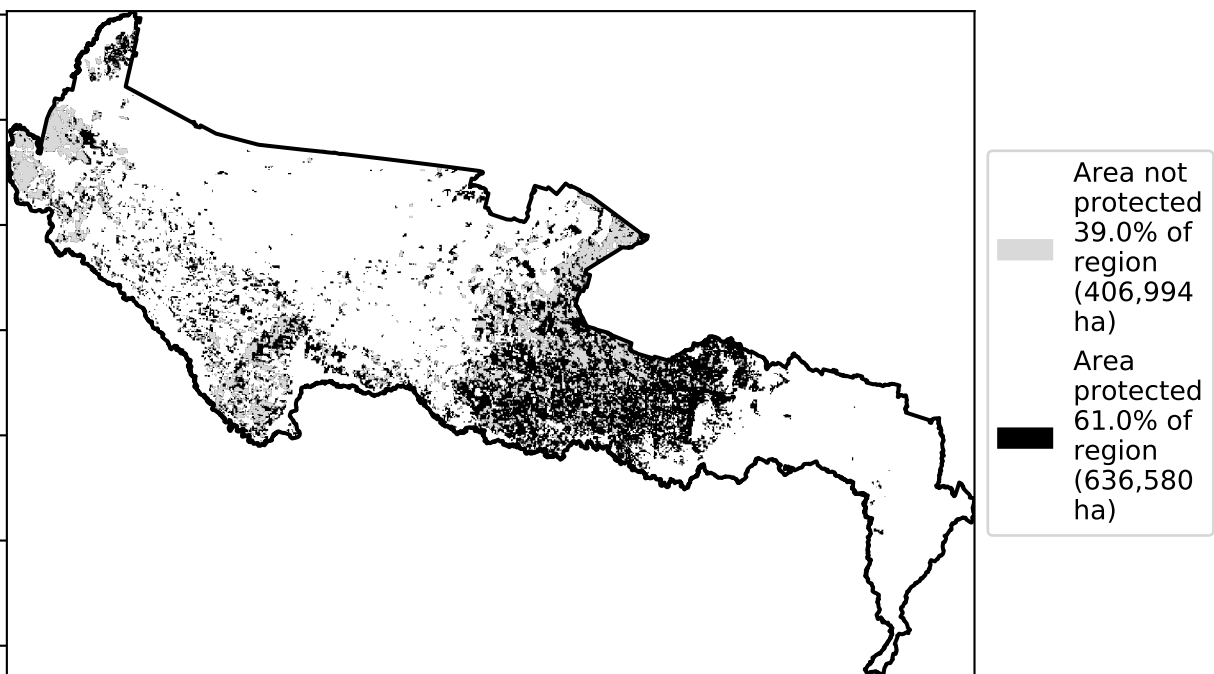 Area not
protected
39.0% of
region
(406,994
ha)
Area
protected
61.0% of
region
(636,580
ha)